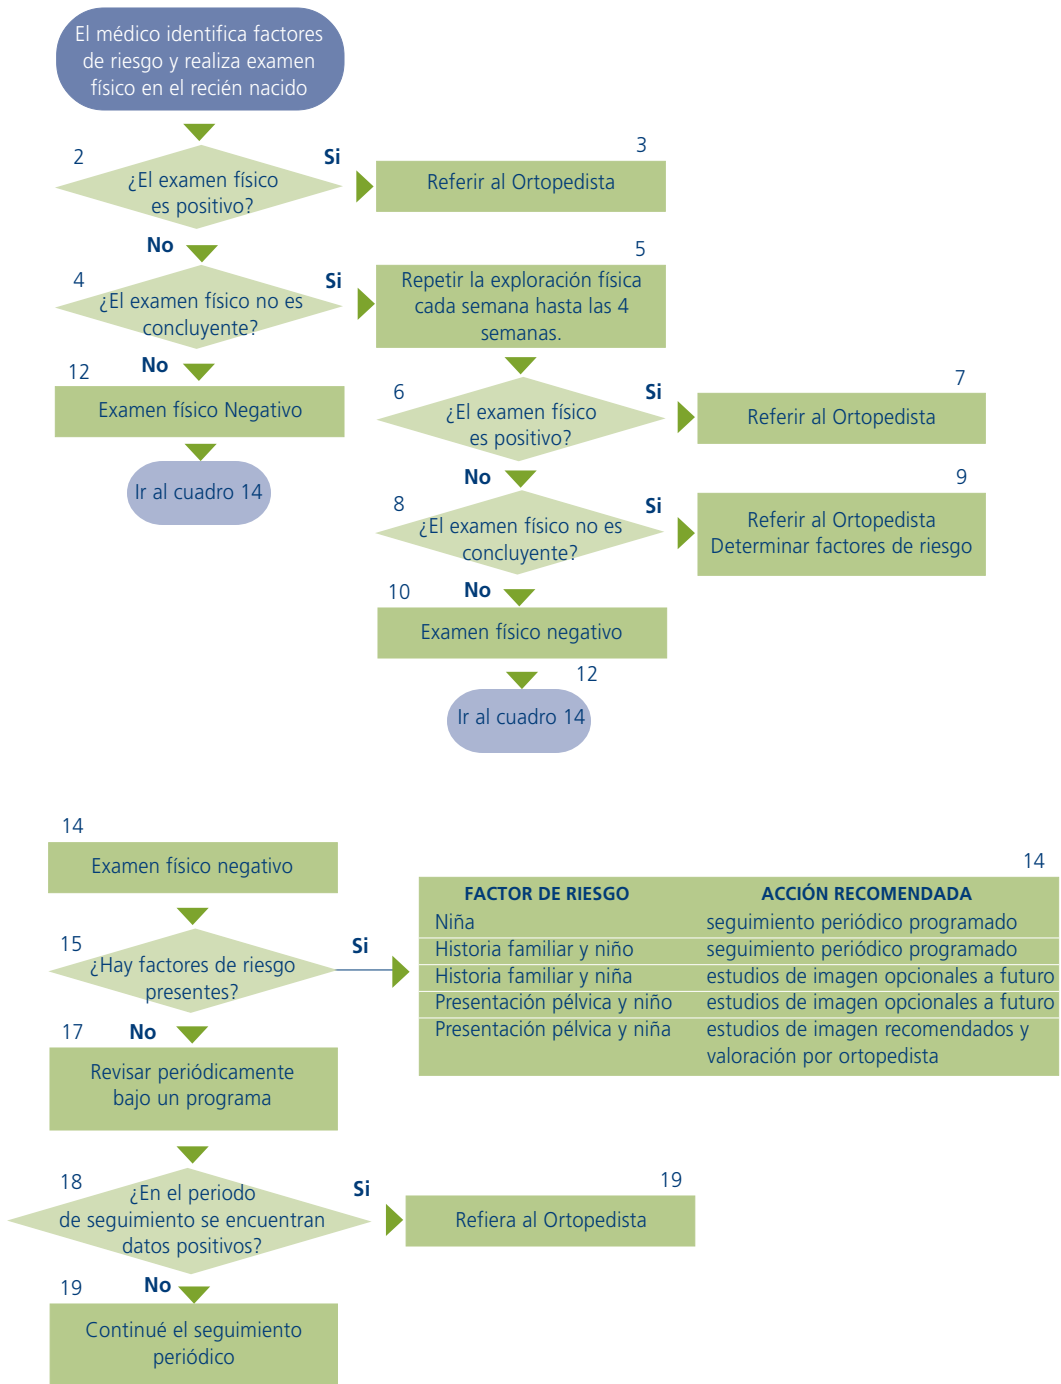 El médico identifica factores
de riesgo y realiza examen
físico en el recién nacido
2
¿El examen físico
es positivo?
Si
3
Referir al Ortopedista
No
4
¿El examen físico no es
concluyente?
Si
5
Repetir la exploración física
cada semana hasta las 4
semanas.
No
12
Examen físico Negativo
Ir al cuadro 14
6
¿El examen físico
es positivo?
Si
7
Referir al Ortopedista
No
8
¿El examen físico no es
concluyente?
Si
9
Referir al Ortopedista
Determinar factores de riesgo
No
10
Examen físico negativo
12
Ir al cuadro 14
14
Examen físico negativo
15
¿Hay factores de riesgo
presentes?
Si
14
FACTOR DE RIESGO ACCIÓN RECOMENDADA
Niña seguimiento periódico programado
Historia familiar y niño seguimiento periódico programado
Historia familiar y niña estudios de imagen opcionales a futuro
Presentación pélvica y niño estudios de imagen opcionales a futuro
Presentación pélvica y niña estudios de imagen recomendados y
valoración por ortopedista
No
17
Revisar periódicamente
bajo un programa
18
¿En el periodo
de seguimiento se encuentran
datos positivos?
Si
19
Refiera al Ortopedista
No
19
Continué el seguimiento
periódico